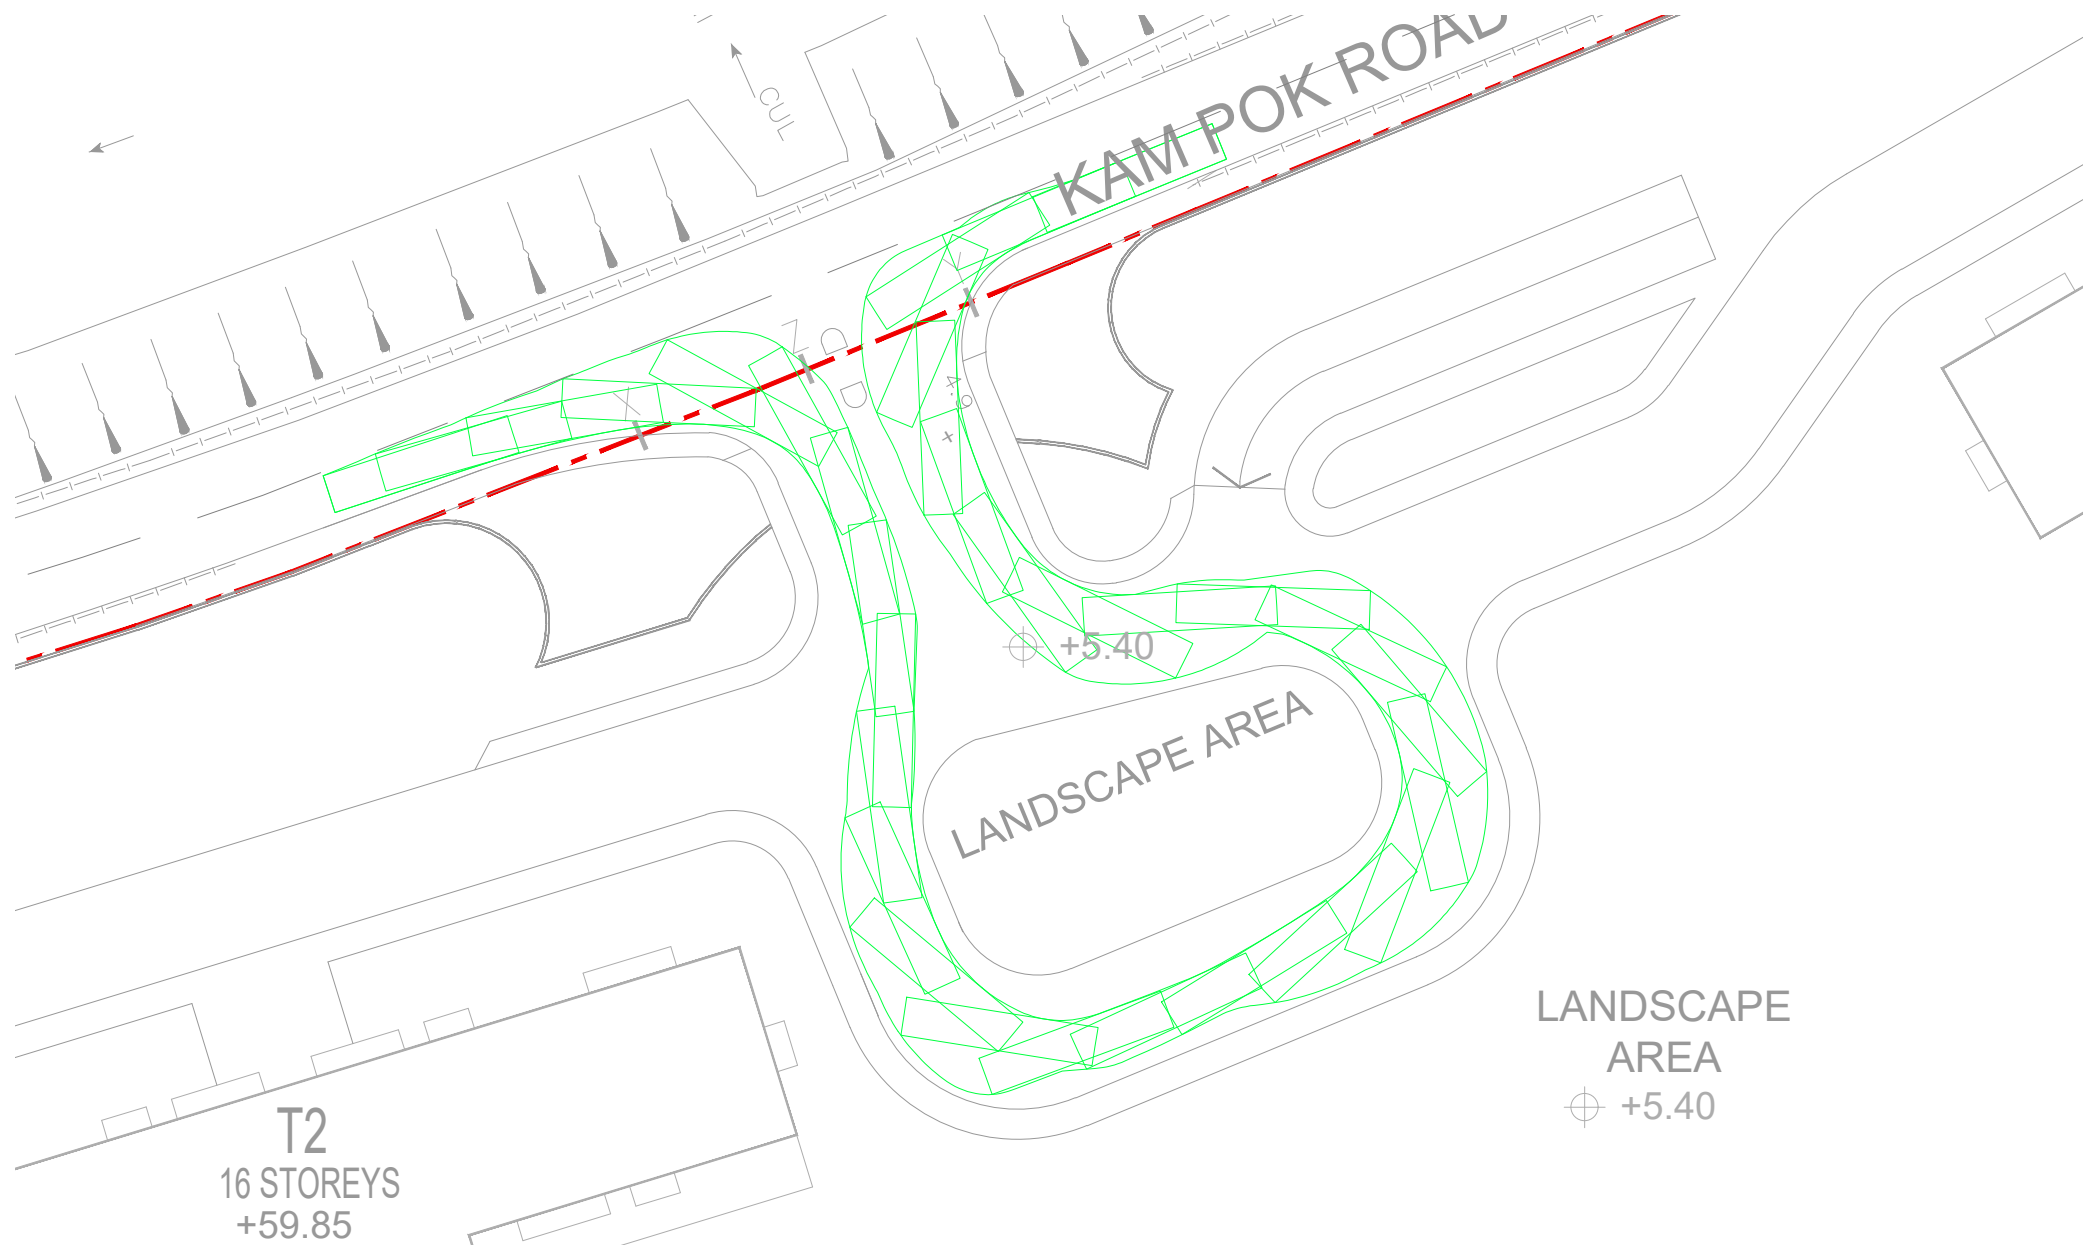 KAM POK ROAD
CUL
+5.40
LANDSCAPE AREA
LANDSCAPE
AREA
+5.40
T2
16 STOREYS
+59.85